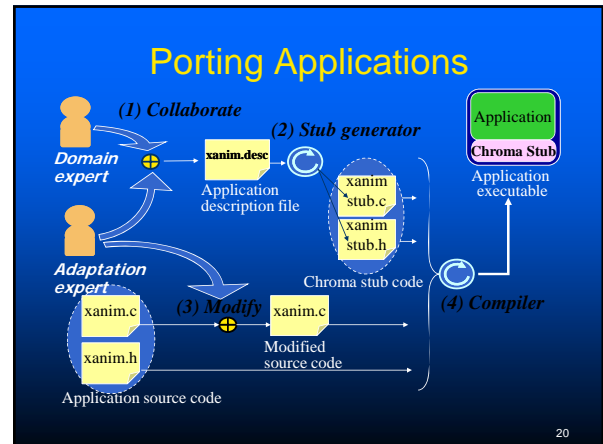 Porting Applications
(1) Collaborate
Domain
expert
xanim.desc
Application
description file
(2) Stub generator
xanim
stub.c
xanim
stub.h
Chroma stub code
Application
Chroma Stub
Application
executable
Adaptation
expert
xanim.c
xanim.h
Application source code
(3) Modify
xanim.c
Modified
source code
(4) Compiler
20